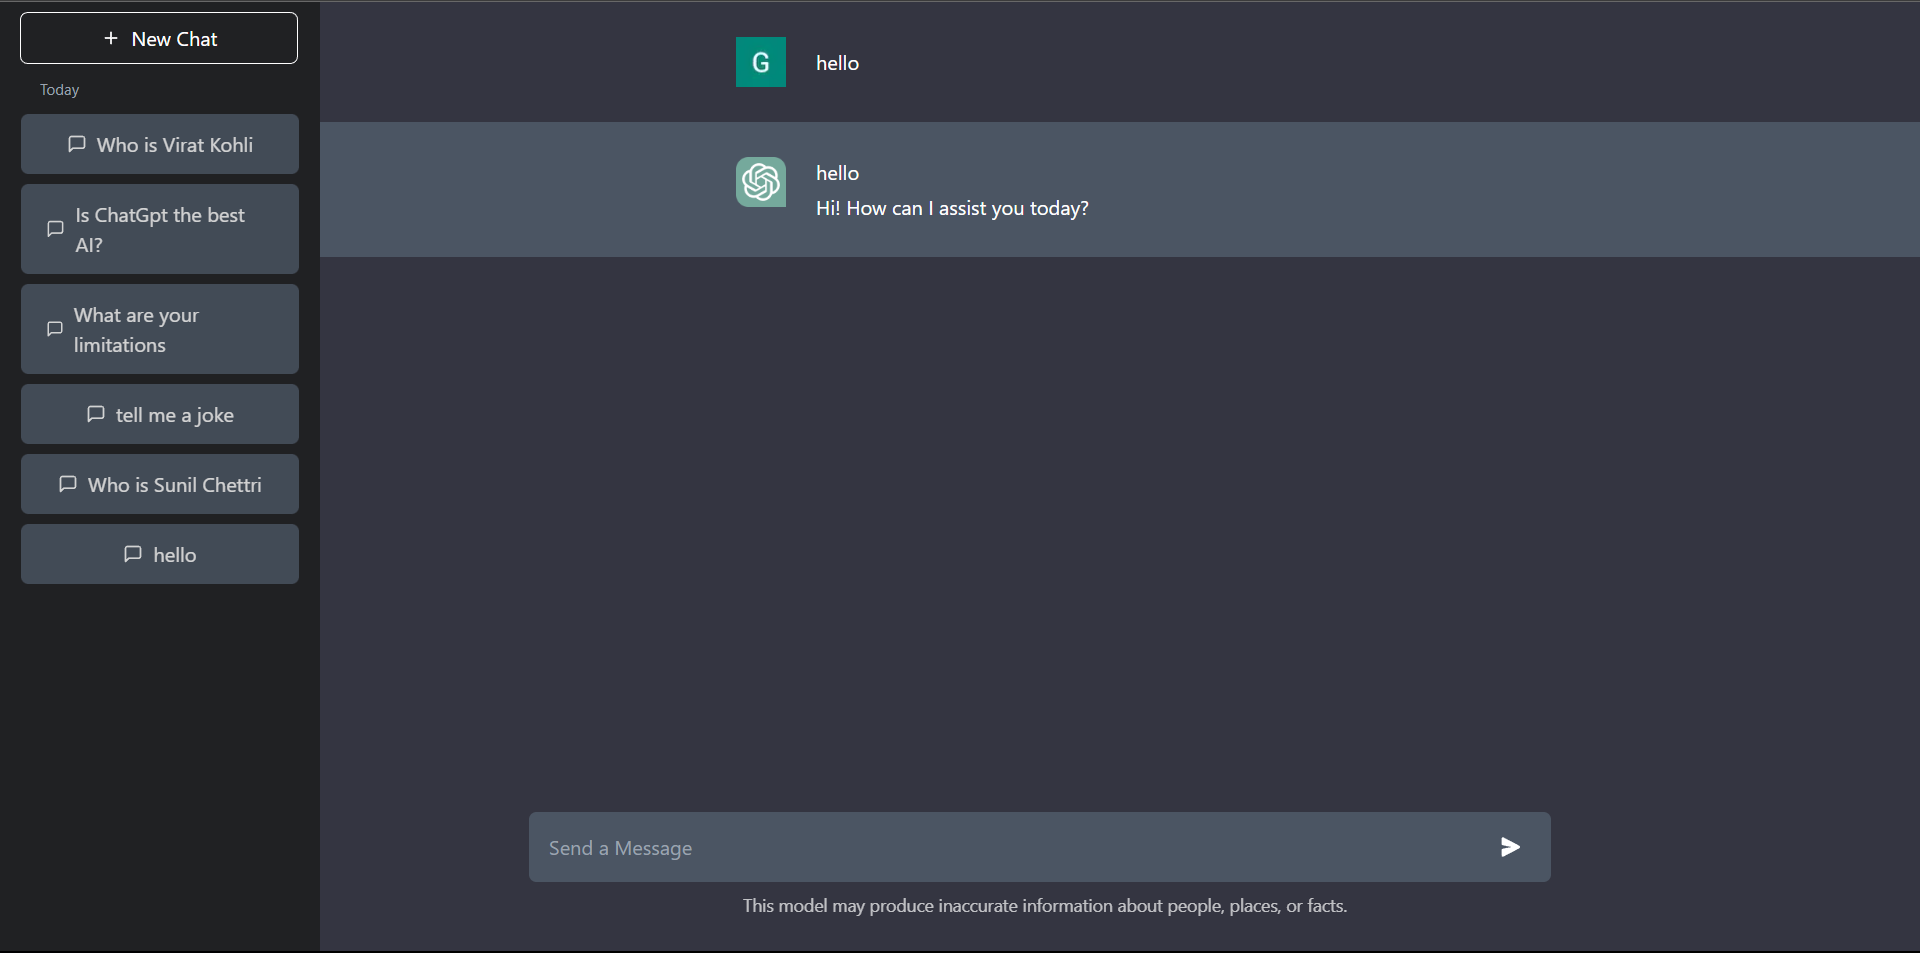 New Chat
Today
Who is Virat Kohli
Is ChatGpt the best
AI?
What are your
limitations
tell me a joke
Who is Sunil Chettri
hello
G
hello
hello
Hi! How can I assist you today?
Send a Message
This model may produce inaccurate information about people, places, or facts.